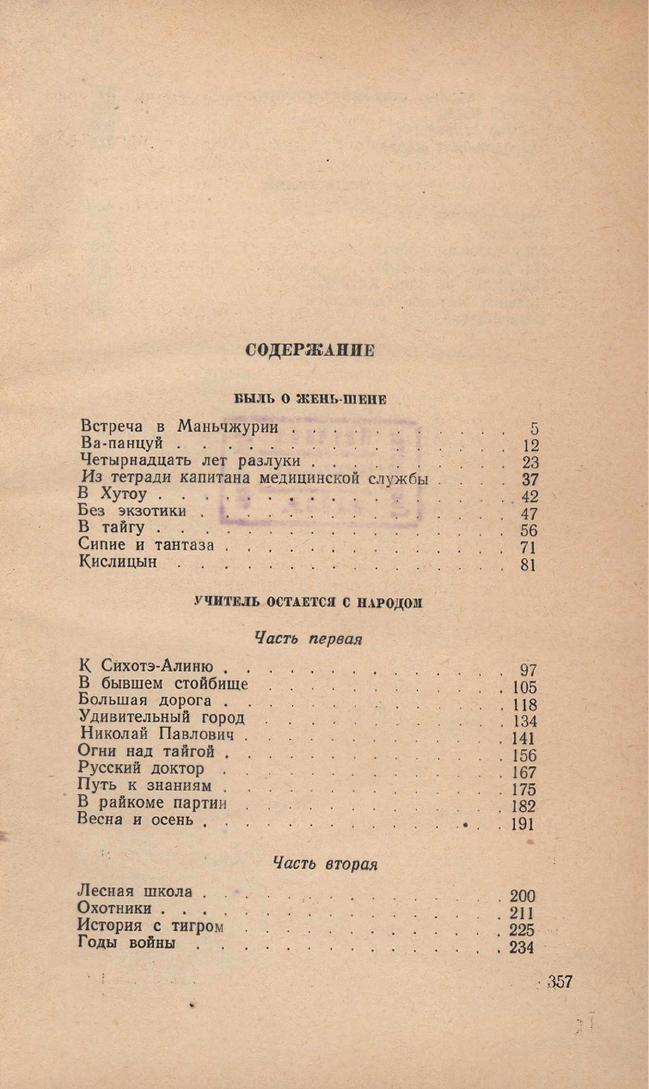 СОДЕРЖАНИЕ
БЫЛЬ О ЖЕНЬ-ШЕНЕ
Встреча в Маньчжурии . . . . . . . . . . . . 5
Ва-панцуй . . . . . . . . . . . . . . . . . 12
Четырнадцать лет разлуки . . . . . . . . . . 23
Из тетради капитана медицинской службы . . . . 37
В Хутоу . . . . . . . . . . . . . . . . . . 42
Без экзотики . . . . . . . . . . . . . . . . 47
В тайгу . . . . . . . . . . . . . . . . . . 56
Сипие и тантаза . . . . . . . . . . . . . . 71
Кислицын . . . . . . . . . . . . . . . . . 81
УЧИТЕЛЬ ОСТАЕТСЯ С НАРОДОМ
Часть первая
К Сихотэ-Алиню . . . . . . . . . . . . . . 97
В бывшем стойбище . . . . . . . . . . . . 105
Большая дорога . . . . . . . . . . . . . . 118
Удивительный город . . . . . . . . . . . . 134
Николай Павлович . . . . . . . . . . . . . 141
Огни над тайгой . . . . . . . . . . . . . . 156
Русский доктор . . . . . . . . . . . . . . 167
Путь к знаниям . . . . . . . . . . . . . . 175
В райкоме партии . . . . . . . . . . . . . 182
Весна и осень . . . . . . . . . . . . . . . 191
Часть вторая
Лесная школа . . . . . . . . . . . . . . . 200
Охотники . . . . . . . . . . . . . . . . . 211
История с тигром . . . . . . . . . . . . . 225
Годы войны . . . . . . . . . . . . . . . . 234
357